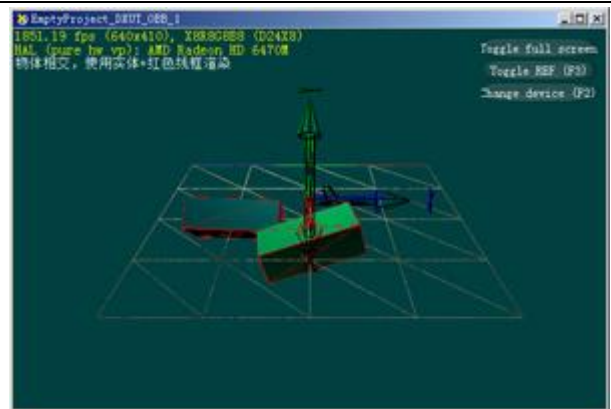 EmptyProject_DXUT_OBB_1
1851.19 fps (640x410), X8R8G8B8 (D24X8)
HAL (pure hw vp): AMD Radeon HD 6470M
物体相交，使用实体+红色线框渲染
Toggle full screen
Toggle REF (F3)
Change device (F2)